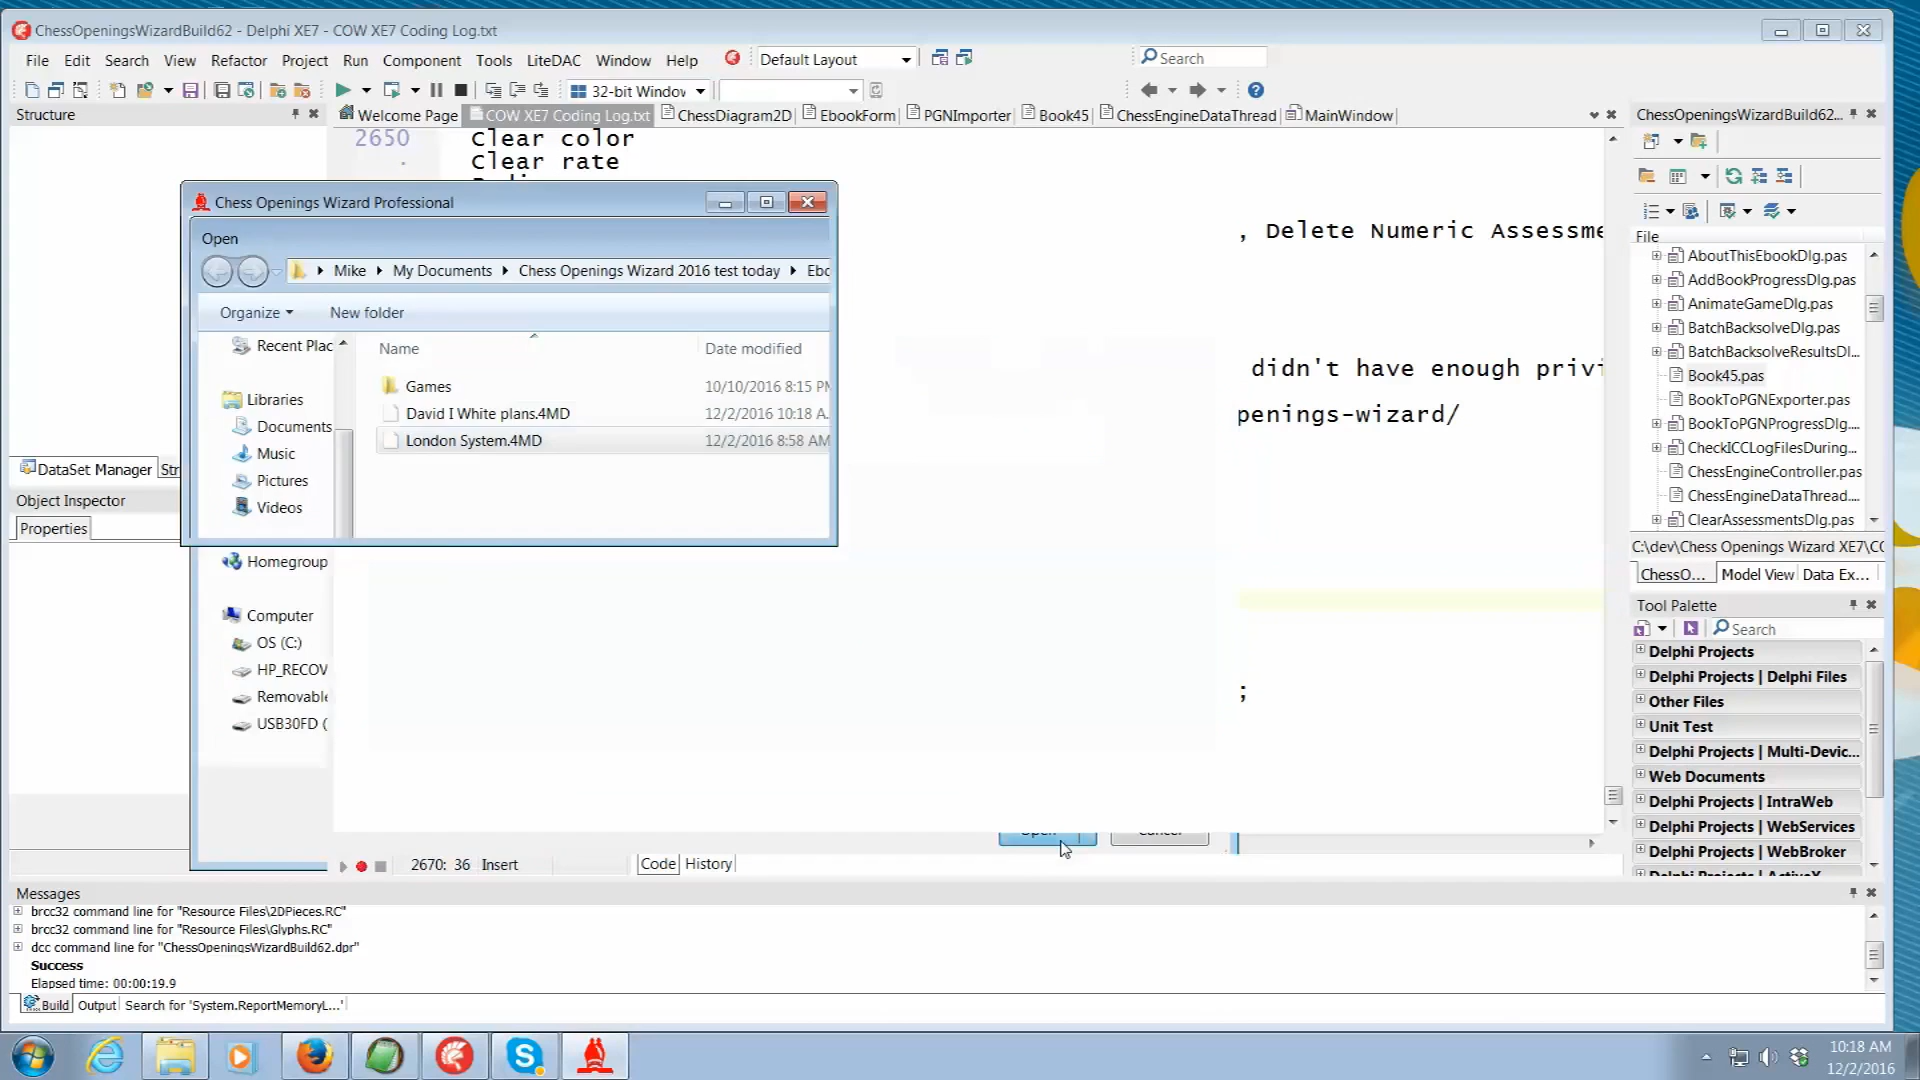 ChessOpeningsWizardBuild62 - Delphi XE7 - COW XE7 Coding Log.txt
File Edit Search View Refactor Project Run Component Tools LiteDAC Window Help
Default Layout
Search
32-bit Window
Structure
Welcome Page
COW XE7 Coding Log.txt
ChessDiagram2D
EbookForm
PGNImporter
Book45
ChessEngineDataThread
MainWindow
2650 Clear color
Clear rate
, Delete Numeric Assessme
didn't have enough privi
penings-wizard/
;
Chess Openings Wizard Professional
Open
Mike
My Documents
Chess Openings Wizard 2016 test today
Ebo
Organize
New folder
Name
Date modified
Recent Plac
Libraries
Documents
Music
Pictures
Videos
Homegroup
Computer
OS (C:)
HP_RECOV
Removable
USB30FD (
Games 10/10/2016 8:15 PM
David I White plans.4MD 12/2/2016 10:18 A
London System.4MD 12/2/2016 8:58 AM
Open
Cancel
DataSet Manager
Str
Object Inspector
Properties
2670: 36 Insert
Code History
ChessOpeningsWizardBuild62...
File
AboutThisEbookDlg.pas
AddBookProgressDlg.pas
AnimateGameDlg.pas
BatchBacksolveDlg.pas
BatchBacksolveResultsDl...
Book45.pas
BookToPGNExporter.pas
BookToPGNProgressDlg....
CheckICCLogFilesDuring...
ChessEngineController.pas
ChessEngineDataThread....
ClearAssessmentsDlg.pas
C:\dev\Chess Openings Wizard XE7\CO
ChessO...
Model View
Data Ex...
Tool Palette
Search
Delphi Projects
Delphi Projects | Delphi Files
Other Files
Unit Test
Delphi Projects | Multi-Devic...
Web Documents
Delphi Projects | IntraWeb
Delphi Projects | WebServices
Delphi Projects | WebBroker
Delphi Projects | ActiveX
Messages
brcc32 command line for "Resource Files\2DPieces.RC"
brcc32 command line for "Resource Files\Glyphs.RC"
dcc command line for "ChessOpeningsWizardBuild62.dpr"
Success
Elapsed time: 00:00:19.9
Build
Output
Search for 'System.ReportMemoryL...'
10:18 AM
12/2/2016